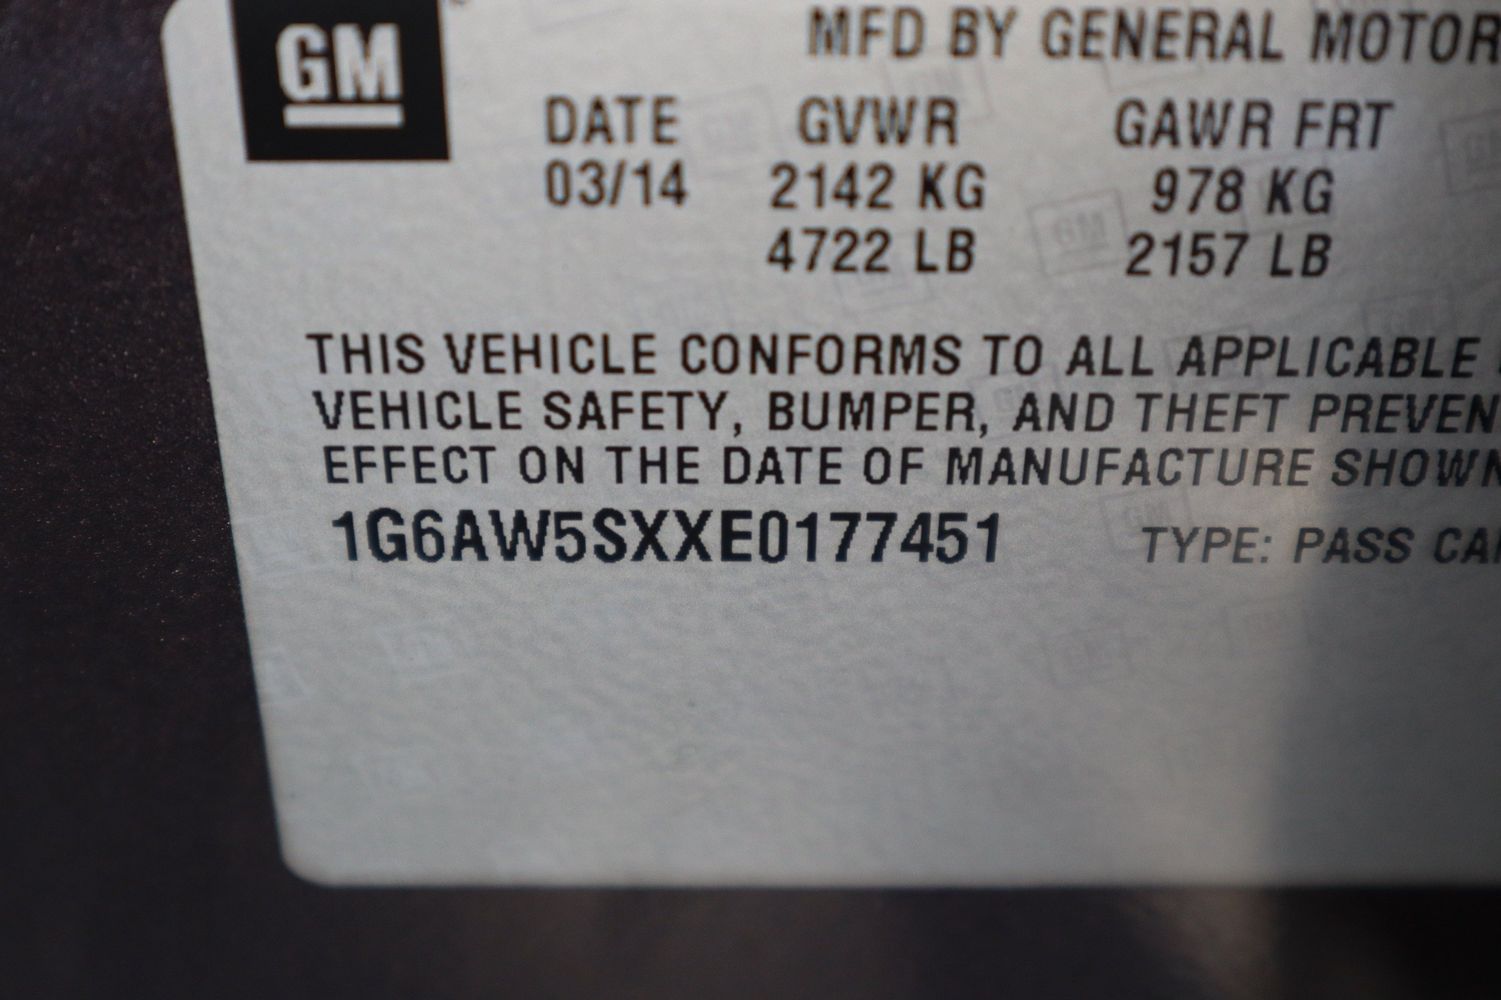 GM
MFD BY GENERAL MOTOR
DATE GVWR GAWR FRT
03/14 2142 KG 978 KG
4722 LB 2157 LB
THIS VEHICLE CONFORMS TO ALL APPLICABLE
VEHICLE SAFETY, BUMPER, AND THEFT PREVEN
EFFECT ON THE DATE OF MANUFACTURE SHOWN
1G6AW5SXXE0177451 TYPE: PASS CA